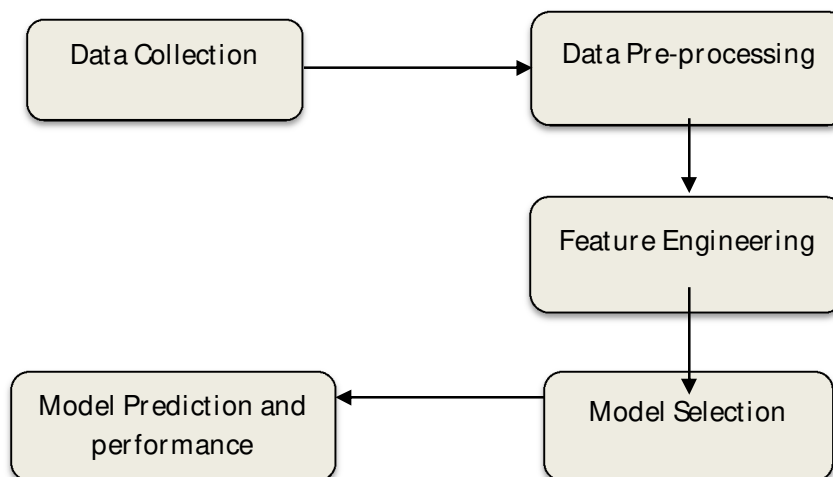 Data Collection
Data Pre-processing
Feature Engineering
Model Selection
Model Prediction and
performance